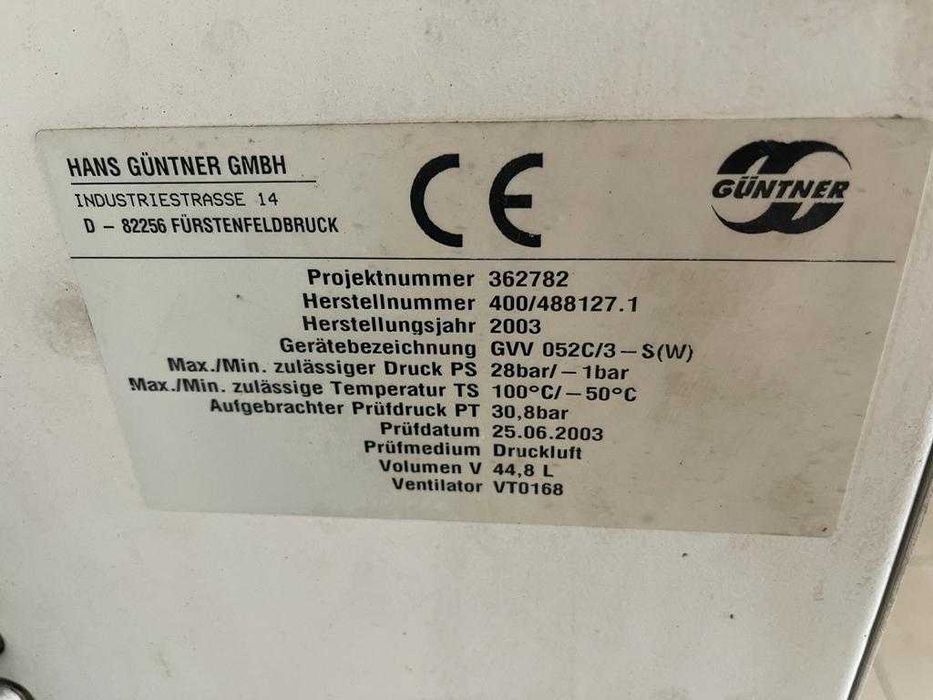 HANS GÜNTNER GMBH
INDUSTRIESTRASSE 14
D – 82256 FÜRSTENFELDBRUCK
CE
GÜNTNER
Projektnummer 362782
Herstellnummer 400/488127.1
Herstellungsjahr 2003
Gerätebezeichnung GVV 052C/3–S(W)
Max./Min. zulässiger Druck PS 28bar/–1bar
Max./Min. zulässige Temperatur TS 100°C/–50°C
Aufgebrachter Prüfdruck PT 30,8bar
Prüfdatum 25.06.2003
Prüfmedium Druckluft
Volumen V 44,8 L
Ventilator VT0168